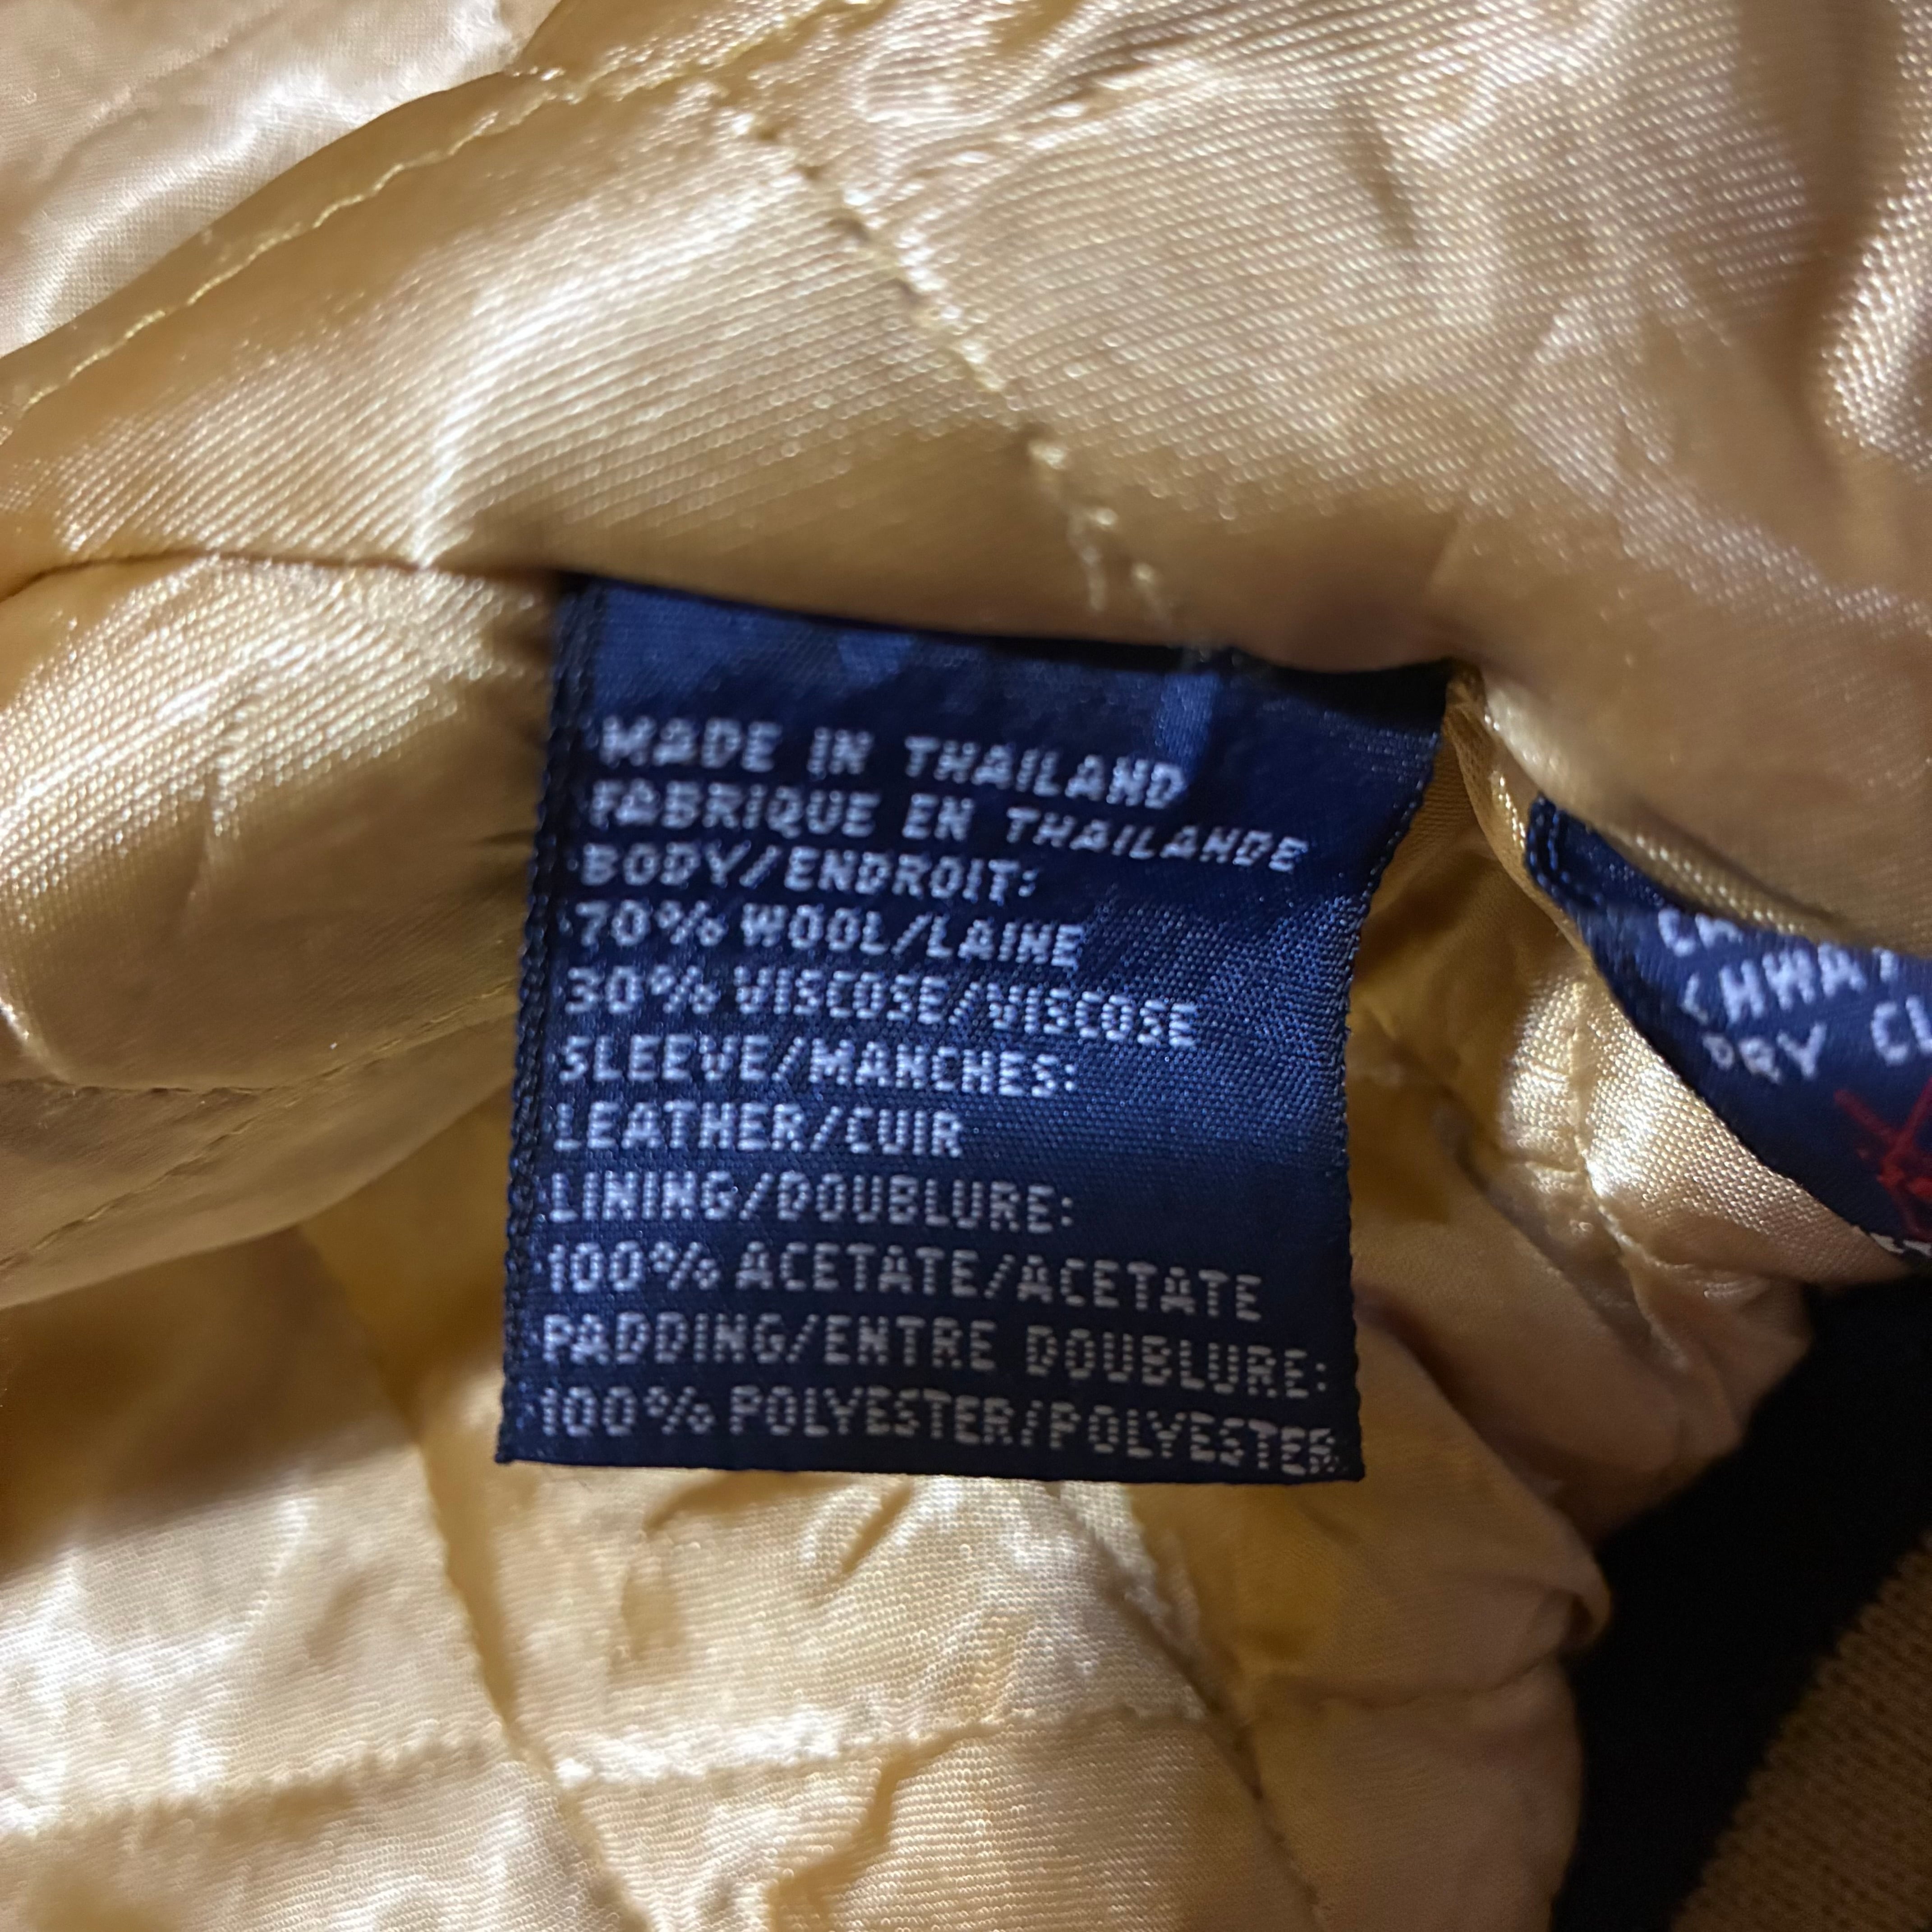 MADE IN THAILAND
FABRIQUE EN THAILANDE
BODY/ENDROIT:
70% WOOL/LAINE
30% VISCOSE/VISCOSE
SLEEVE/MANCHES:
LEATHER/CUIR
LINING/DOUBLURE:
100% ACETATE/ACETATE
PADDING/ENTRE DOUBLURE:
100% POLYESTER/POLYESTER
DRY